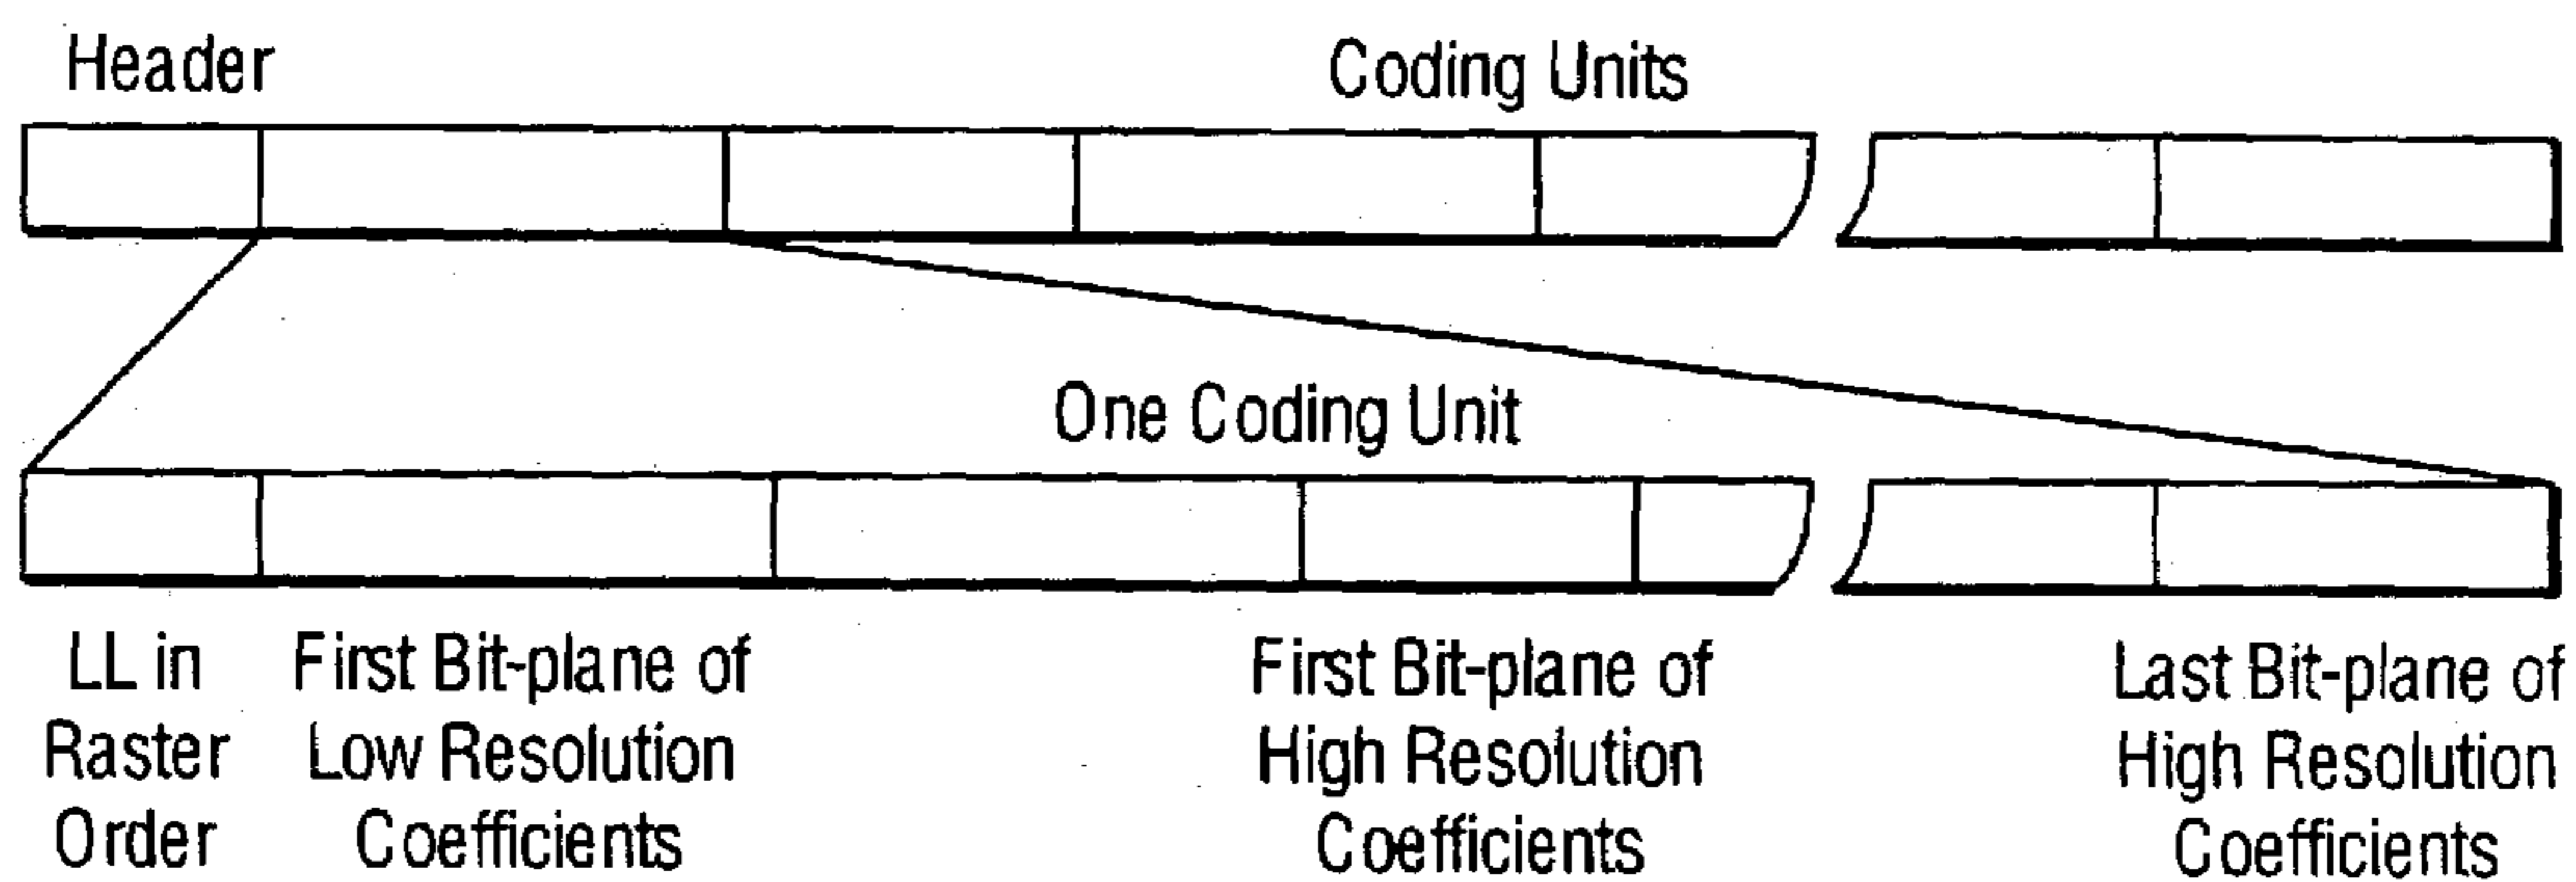 Header
Coding Units
One Coding Unit
LL in
Raster
Order
First Bit-plane of
Low Resolution
Coefficients
First Bit-plane of
High Resolution
Coefficients
Last Bit-plane of
High Resolution
Coefficients